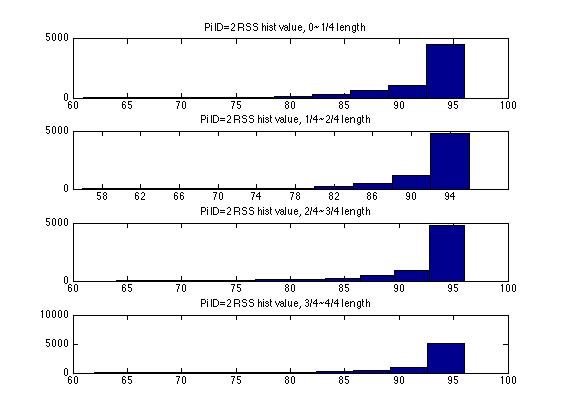 PiID=2 RSS hist value, 0~1/4 length
5000
0
60 65 70 75 80 85 90 95 100
PiID=2 RSS hist value, 1/4~2/4 length
5000
0
58 62 66 70 74 78 82 86 90 94
PiID=2 RSS hist value, 2/4~3/4 length
5000
0
60 65 70 75 80 85 90 95 100
PiID=2 RSS hist value, 3/4~4/4 length
10000
5000
0
60 65 70 75 80 85 90 95 100